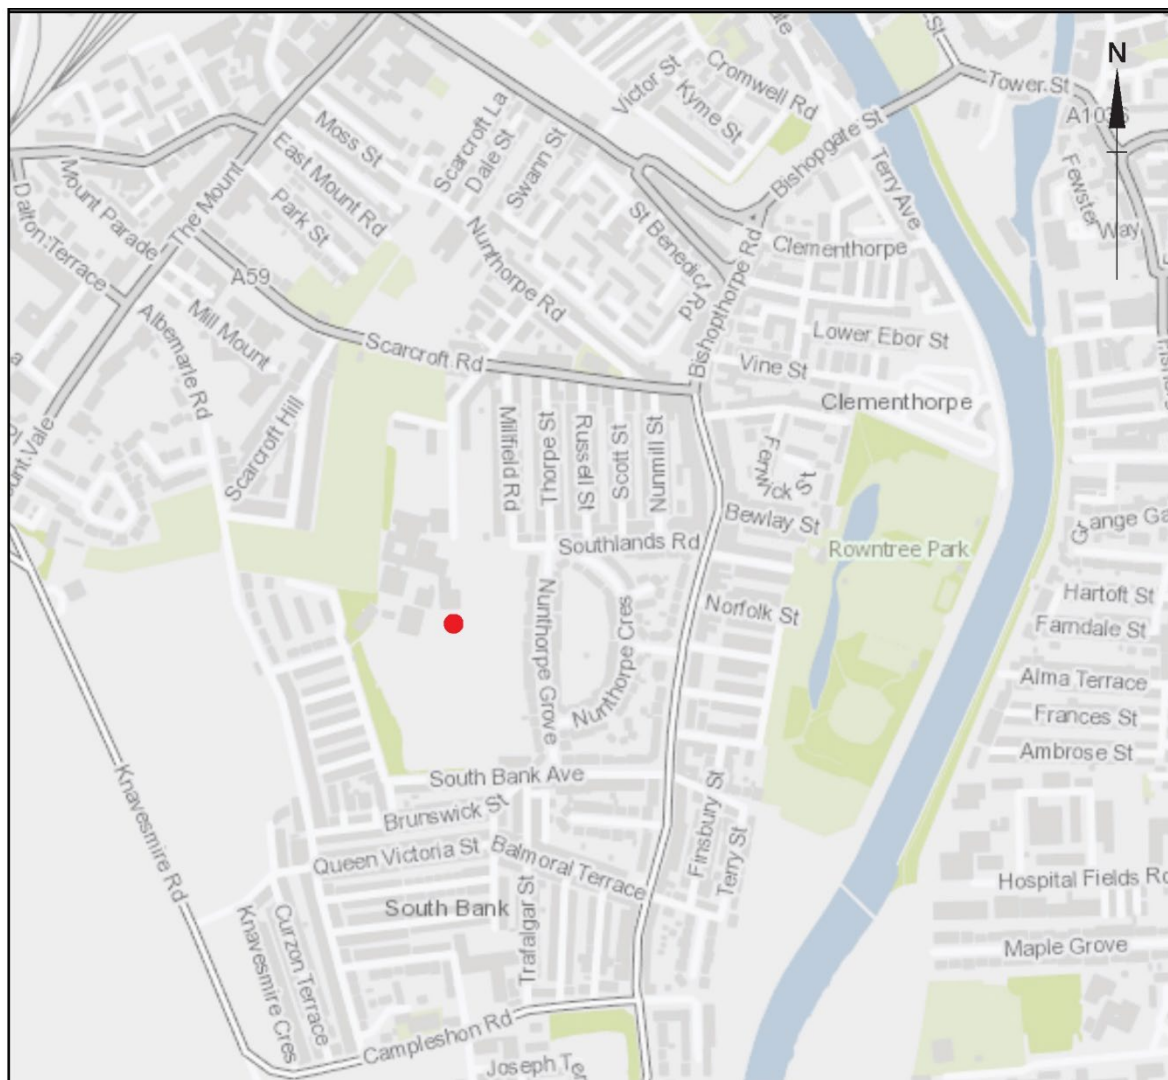 N
Tower St
A1036
Victor St
Cromwell Rd
Kyme St
Bishopgate St
Terry Ave
Fewster Way
Moss St
Scarcroft La
Dale St
Swann St
East Mount Rd
Park St
The Mount
Mount Parade
Dalton Terrace
A59
Nunthorpe Rd
St Benedict Rd
Bishopthorpe Rd
Clementhorpe
Albemarle Rd
Mill Mount
Scarcroft Rd
Lower Ebor St
Vine St
Clementhorpe
Scarcroft Hill
Millfield Rd
Thorpe St
Russell St
Scott St
Nunmill St
Fenwick St
Bewlay St
Southlands Rd
Rowntree Park
Nunthorpe Grove
Nunthorpe Cres
Norfolk St
Hartoft St
Farndale St
Alma Terrace
Frances St
Ambrose St
Knavesmire Rd
South Bank Ave
Brunswick St
Queen Victoria St
Balmoral Terrace
Finsbury St
Terry St
South Bank
Trafalgar St
Hospital Fields Rd
Maple Grove
Knavesmire Cres
Curzon Terrace
Campleshon Rd
Joseph Te